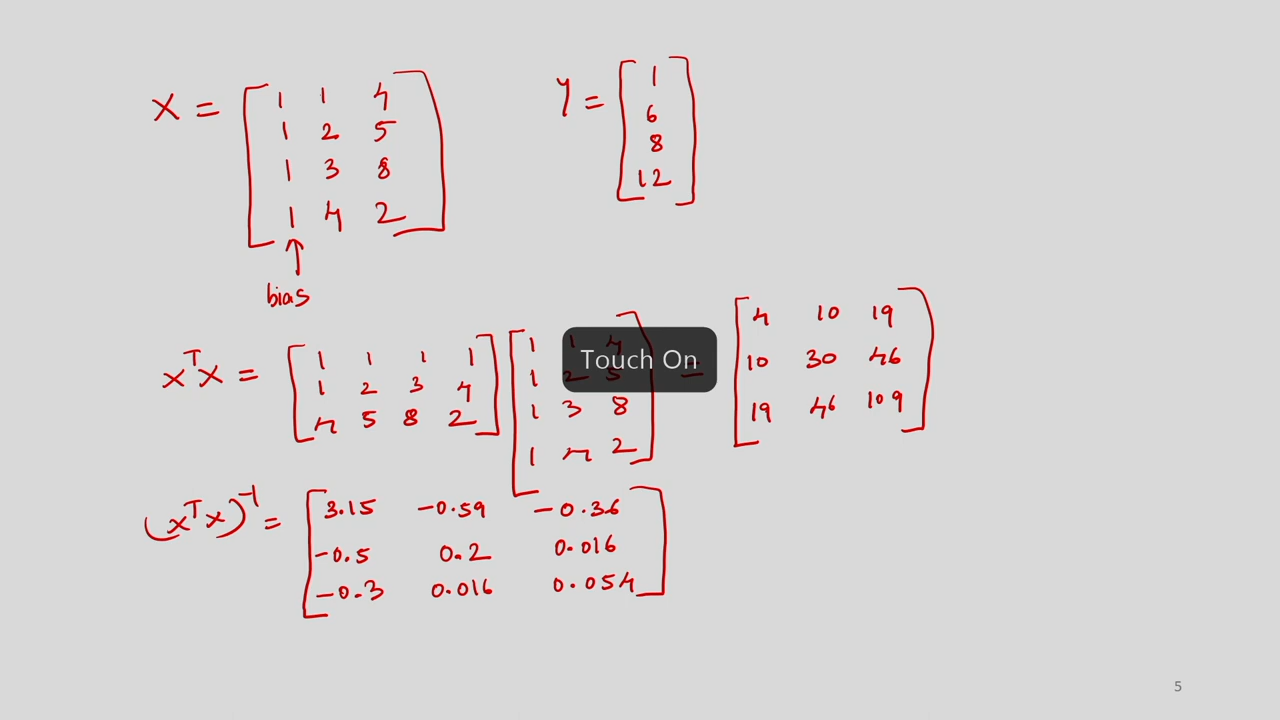 X = [1 1 4 Y = [1
1 2 5 6
1 3 8 8
1 4 2] 12]
bias
XᵀX = [1 1 1 1 [1 1 4 = [4 10 19
1 2 3 4 1 2 5 10 30 46
4 5 8 2] 1 3 8 19 46 109]
1 4 2]
Touch On
(XᵀX)⁻¹ = [3.15 -0.59 -0.36
-0.5 0.2 0.016
-0.3 0.016 0.054]
5